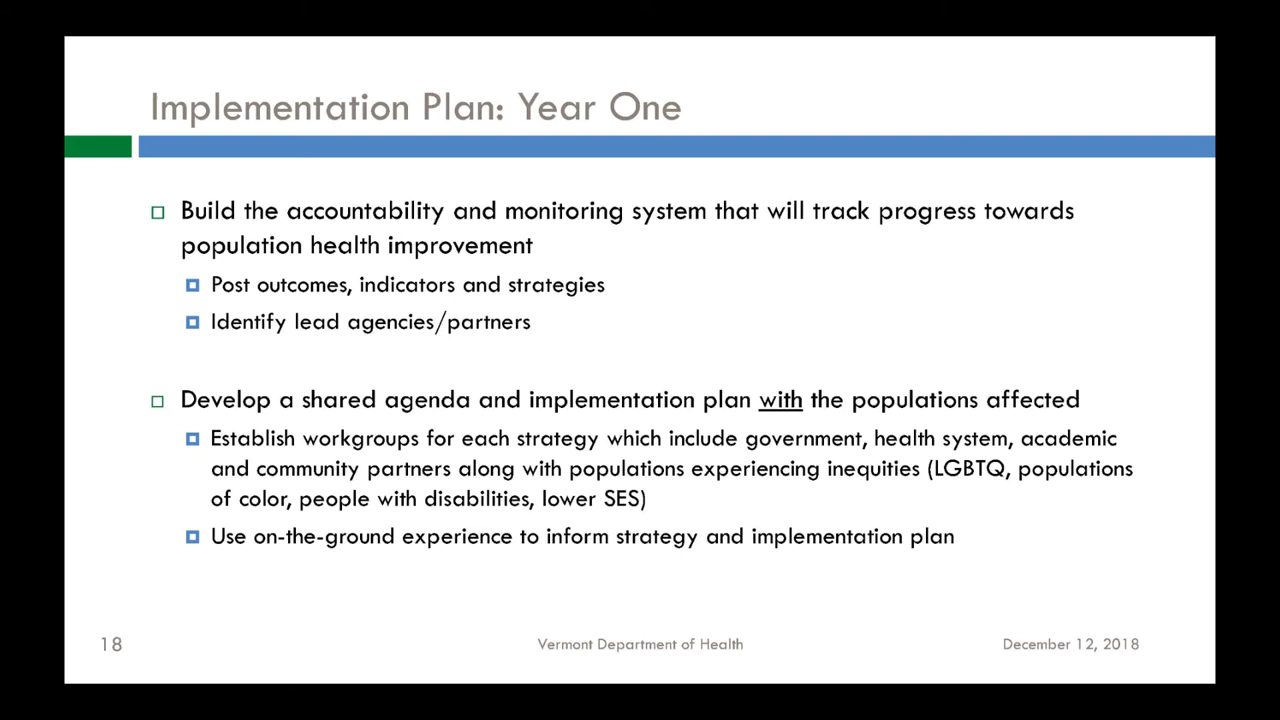 Implementation Plan: Year One
Build the accountability and monitoring system that will track progress towards
population health improvement
Post outcomes, indicators and strategies
Identify lead agencies/partners
Develop a shared agenda and implementation plan with the populations affected
Establish workgroups for each strategy which include government, health system, academic
and community partners along with populations experiencing inequities (LGBTQ, populations
of color, people with disabilities, lower SES)
Use on-the-ground experience to inform strategy and implementation plan
18
Vermont Department of Health
December 12, 2018